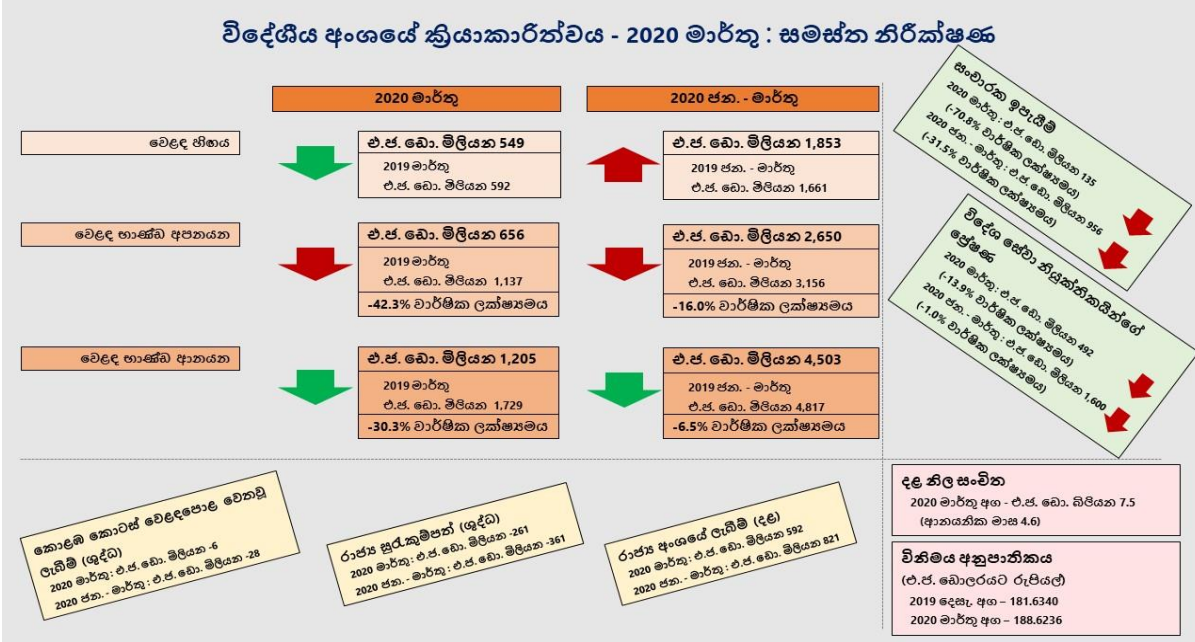 විදේශීය අංශයේ ක්‍රියාකාරිත්වය - 2020 මාර්තු : සමස්ත නිරීක්ෂණ
2020 මාර්තු
2020 ජන. - මාර්තු
වෙළඳ හිඟය
එ.ජ. ඩො. මිලියන 549
2019 මාර්තු
එ.ජ. ඩො. මිලියන 592
එ.ජ. ඩො. මිලියන 1,853
2019 ජන. - මාර්තු
එ.ජ. ඩො. මිලියන 1,661
වෙළඳ භාණ්ඩ අපනයන
එ.ජ. ඩො. මිලියන 656
2019 මාර්තු
එ.ජ. ඩො. මිලියන 1,137
-42.3% වාර්ෂික ලක්ෂ්‍යමය
එ.ජ. ඩො. මිලියන 2,650
2019 ජන. - මාර්තු
එ.ජ. ඩො. මිලියන 3,156
-16.0% වාර්ෂික ලක්ෂ්‍යමය
වෙළඳ භාණ්ඩ ආනයන
එ.ජ. ඩො. මිලියන 1,205
2019 මාර්තු
එ.ජ. ඩො. මිලියන 1,729
-30.3% වාර්ෂික ලක්ෂ්‍යමය
එ.ජ. ඩො. මිලියන 4,503
2019 ජන. - මාර්තු
එ.ජ. ඩො. මිලියන 4,817
-6.5% වාර්ෂික ලක්ෂ්‍යමය
සංචාරක ඉපැයීම්
2020 මාර්තු : එ.ජ. ඩො. මිලියන 135
(-70.8% වාර්ෂික ලක්ෂ්‍යමය)
2020 ජන. - මාර්තු : එ.ජ. ඩො. මිලියන 956
(-31.5% වාර්ෂික ලක්ෂ්‍යමය)
විදේශ සේවා නියුක්තිකයින්ගේ
ප්‍රේෂණ
2020 මාර්තු : එ.ජ. ඩො. මිලියන 492
(-13.9% වාර්ෂික ලක්ෂ්‍යමය)
2020 ජන. - මාර්තු : එ.ජ. ඩො. මිලියන 1,600
(-1.0% වාර්ෂික ලක්ෂ්‍යමය)
කොළඹ කොටස් වෙළඳපොළ වෙතවූ
ලැබීම් (ශුද්ධ)
2020 මාර්තු : එ.ජ. ඩො. මිලියන -6
2020 ජන. - මාර්තු : එ.ජ. ඩො. මිලියන -28
රාජ්‍ය සුරැකුම්පත් (ශුද්ධ)
2020 මාර්තු : එ.ජ. ඩො. මිලියන -261
2020 ජන. - මාර්තු : එ.ජ. ඩො. මිලියන -361
රාජ්‍ය අංශයේ ලැබීම් (දළ)
2020 මාර්තු : එ.ජ. ඩො. මිලියන 592
2020 ජන. - මාර්තු : එ.ජ. ඩො. මිලියන 821
දළ නිල සංචිත
2020 මාර්තු අග - එ.ජ. ඩො. බිලියන 7.5
(ආනයනික මාස 4.6)
විනිමය අනුපාතිකය
(එ.ජ. ඩොලරයට රුපියල්)
2019 දෙසැ. අග – 181.6340
2020 මාර්තු අග – 188.6236